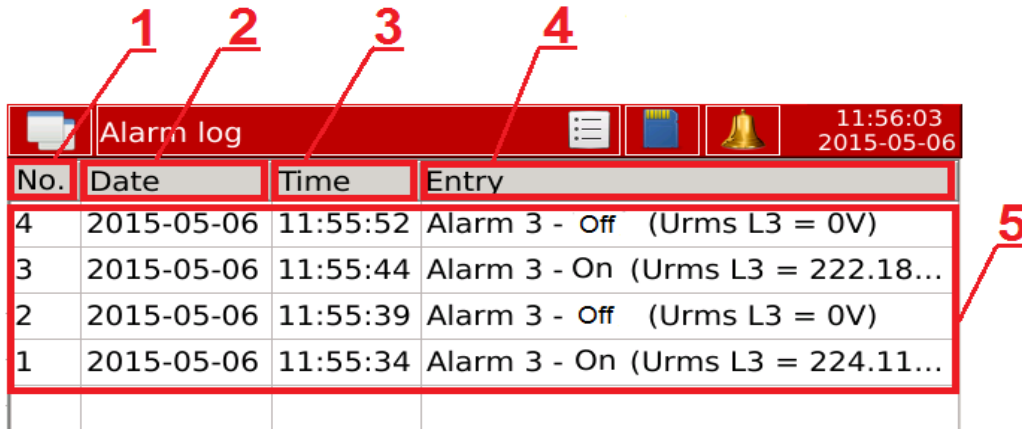 1 2 3 4
Alarm log 11:56:03
2015-05-06
No. Date Time Entry
4 2015-05-06 11:55:52 Alarm 3 - Off (Urms L3 = 0V)
5
3 2015-05-06 11:55:44 Alarm 3 - On (Urms L3 = 222.18...
2 2015-05-06 11:55:39 Alarm 3 - Off (Urms L3 = 0V)
1 2015-05-06 11:55:34 Alarm 3 - On (Urms L3 = 224.11...